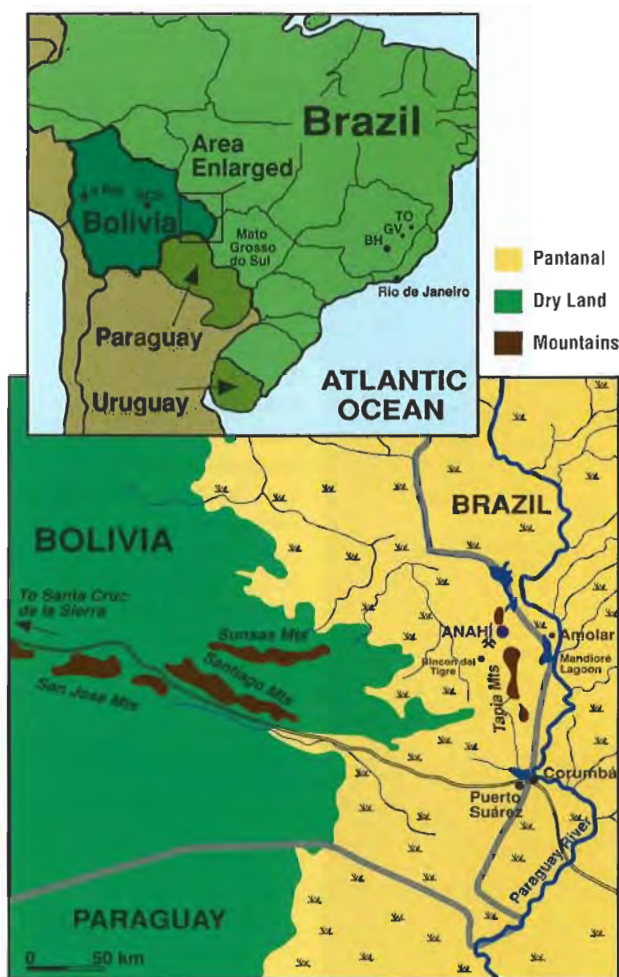 Brazil
Area
Enlarged
Bolivia
Mato
Grosso
do Sul
TO
GV
BH
Rio de Janeiro
Paraguay
Uruguay
ATLANTIC
OCEAN
Pantanal
Dry Land
Mountains
BOLIVIA
BRAZIL
To Santa Cruz
de la Sierra
Sunsas Mts
Santiago Mts
San Jose Mts
ANAHÍ
Rincon del
Tigre
Tapia Mts
Amolar
Mandioré
Lagoon
Corumbá
Puerto
Suárez
Paraguay River
PARAGUAY
0 50 km